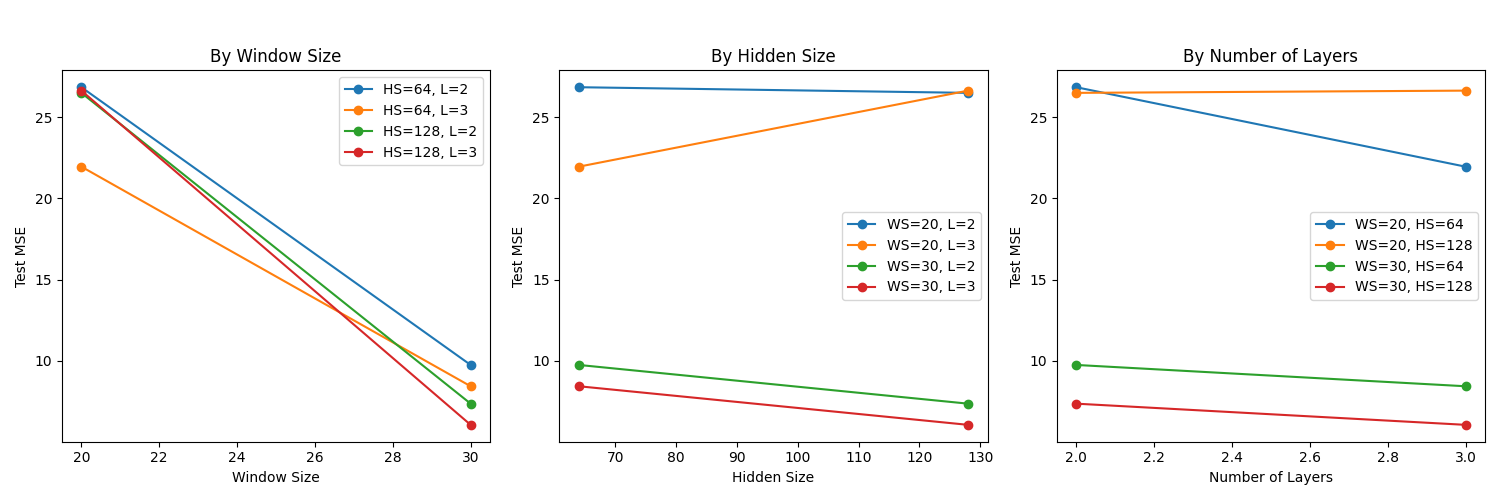 By Window Size
Test MSE
25
20
15
10
20 22 24 26 28 30
Window Size
HS=64, L=2
HS=64, L=3
HS=128, L=2
HS=128, L=3
By Hidden Size
Test MSE
25
20
15
10
70 80 90 100 110 120 130
Hidden Size
WS=20, L=2
WS=20, L=3
WS=30, L=2
WS=30, L=3
By Number of Layers
Test MSE
25
20
15
10
2.0 2.2 2.4 2.6 2.8 3.0
Number of Layers
WS=20, HS=64
WS=20, HS=128
WS=30, HS=64
WS=30, HS=128